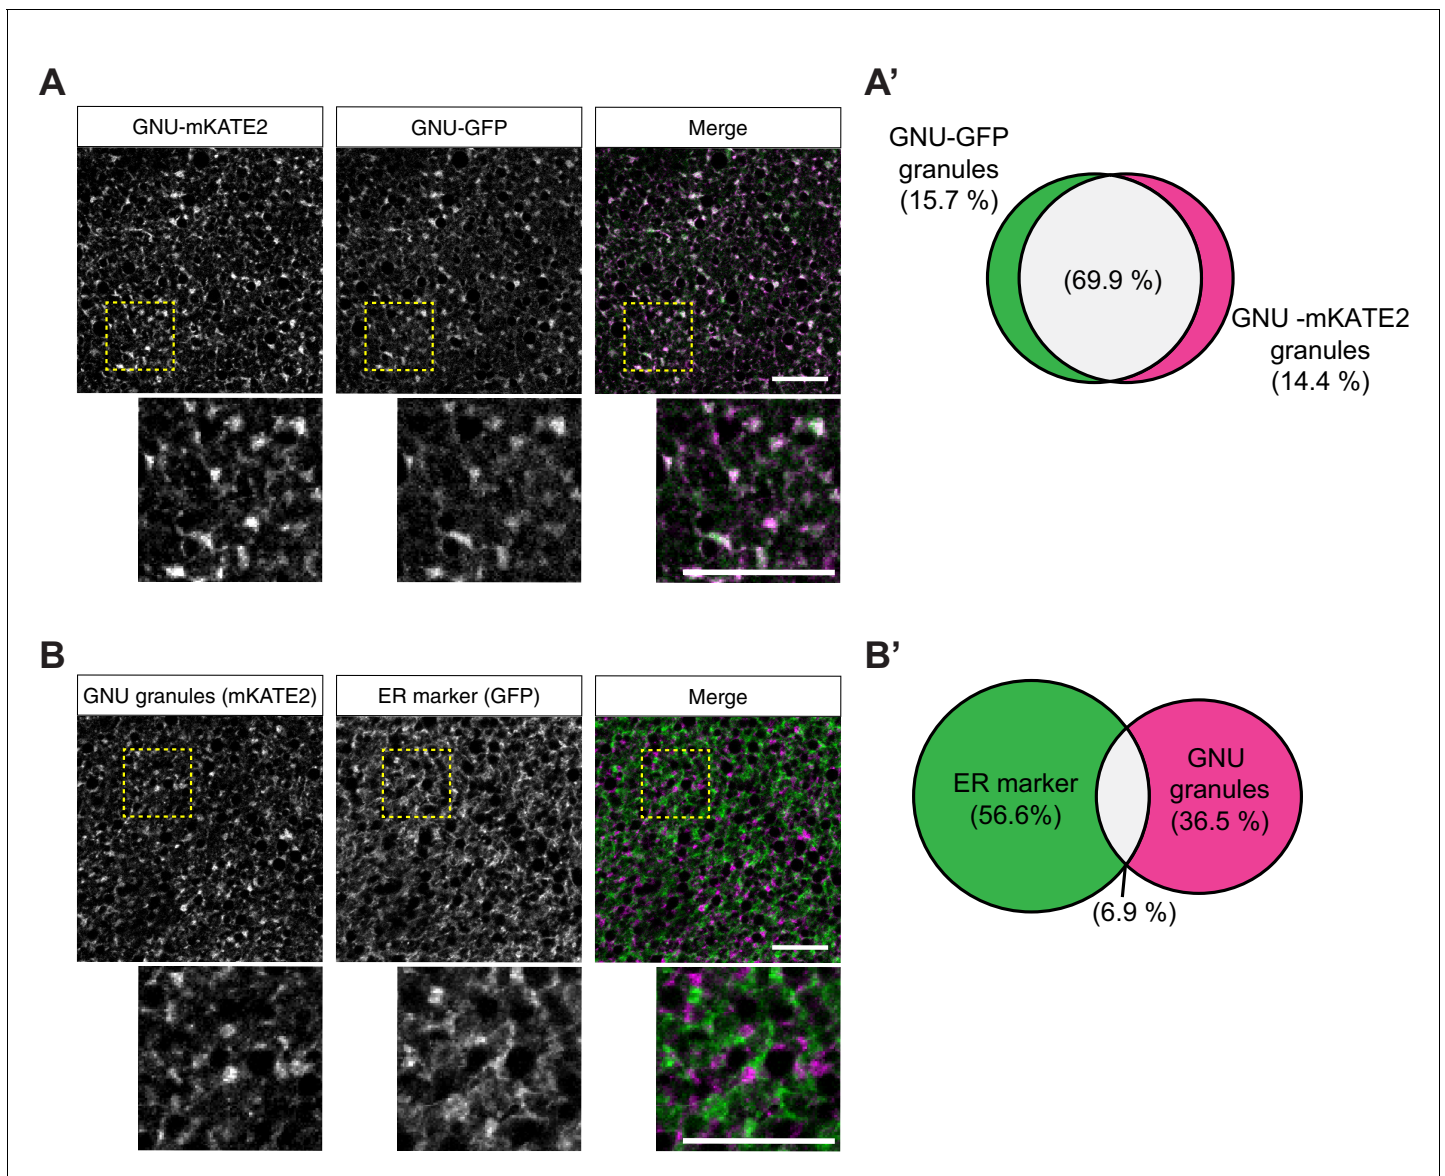 A
GNU-mKATE2
GNU-GFP
Merge
A’
GNU-GFP
granules
(15.7 %)
(69.9 %)
GNU -mKATE2
granules
(14.4 %)
B
GNU granules (mKATE2)
ER marker (GFP)
Merge
B’
ER marker
(56.6%)
GNU
granules
(36.5 %)
(6.9 %)